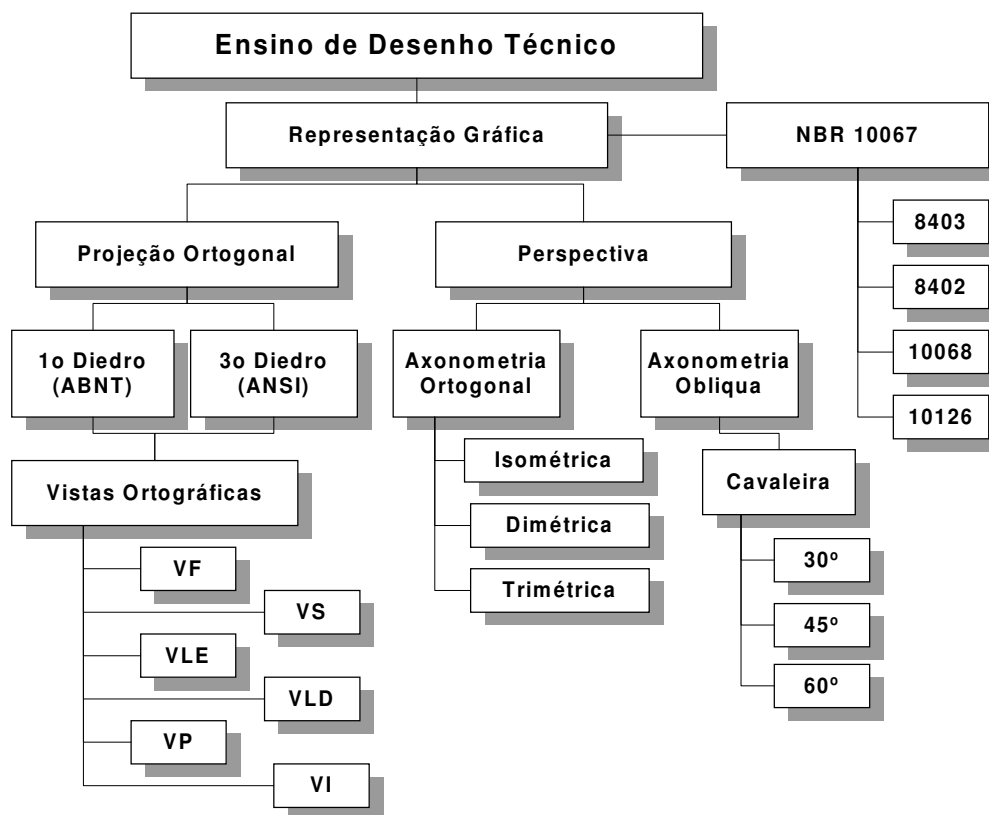 Ensino de Desenho Técnico
Representação Gráfica
NBR 10067
8403
8402
10068
10126
Projeção Ortogonal
Perspectiva
1o Diedro
(ABNT)
3o Diedro
(ANSI)
Axonometria
Ortogonal
Axonometria
Obliqua
Vistas Ortográficas
Isométrica
Dimétrica
Trimétrica
Cavaleira
30º
45º
60º
VF
VS
VLE
VLD
VP
VI